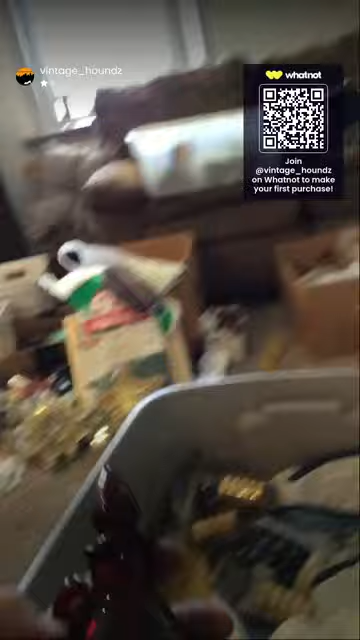 vintage_houndz
whatnot
Join
@vintage_houndz
on Whatnot to make
your first purchase!